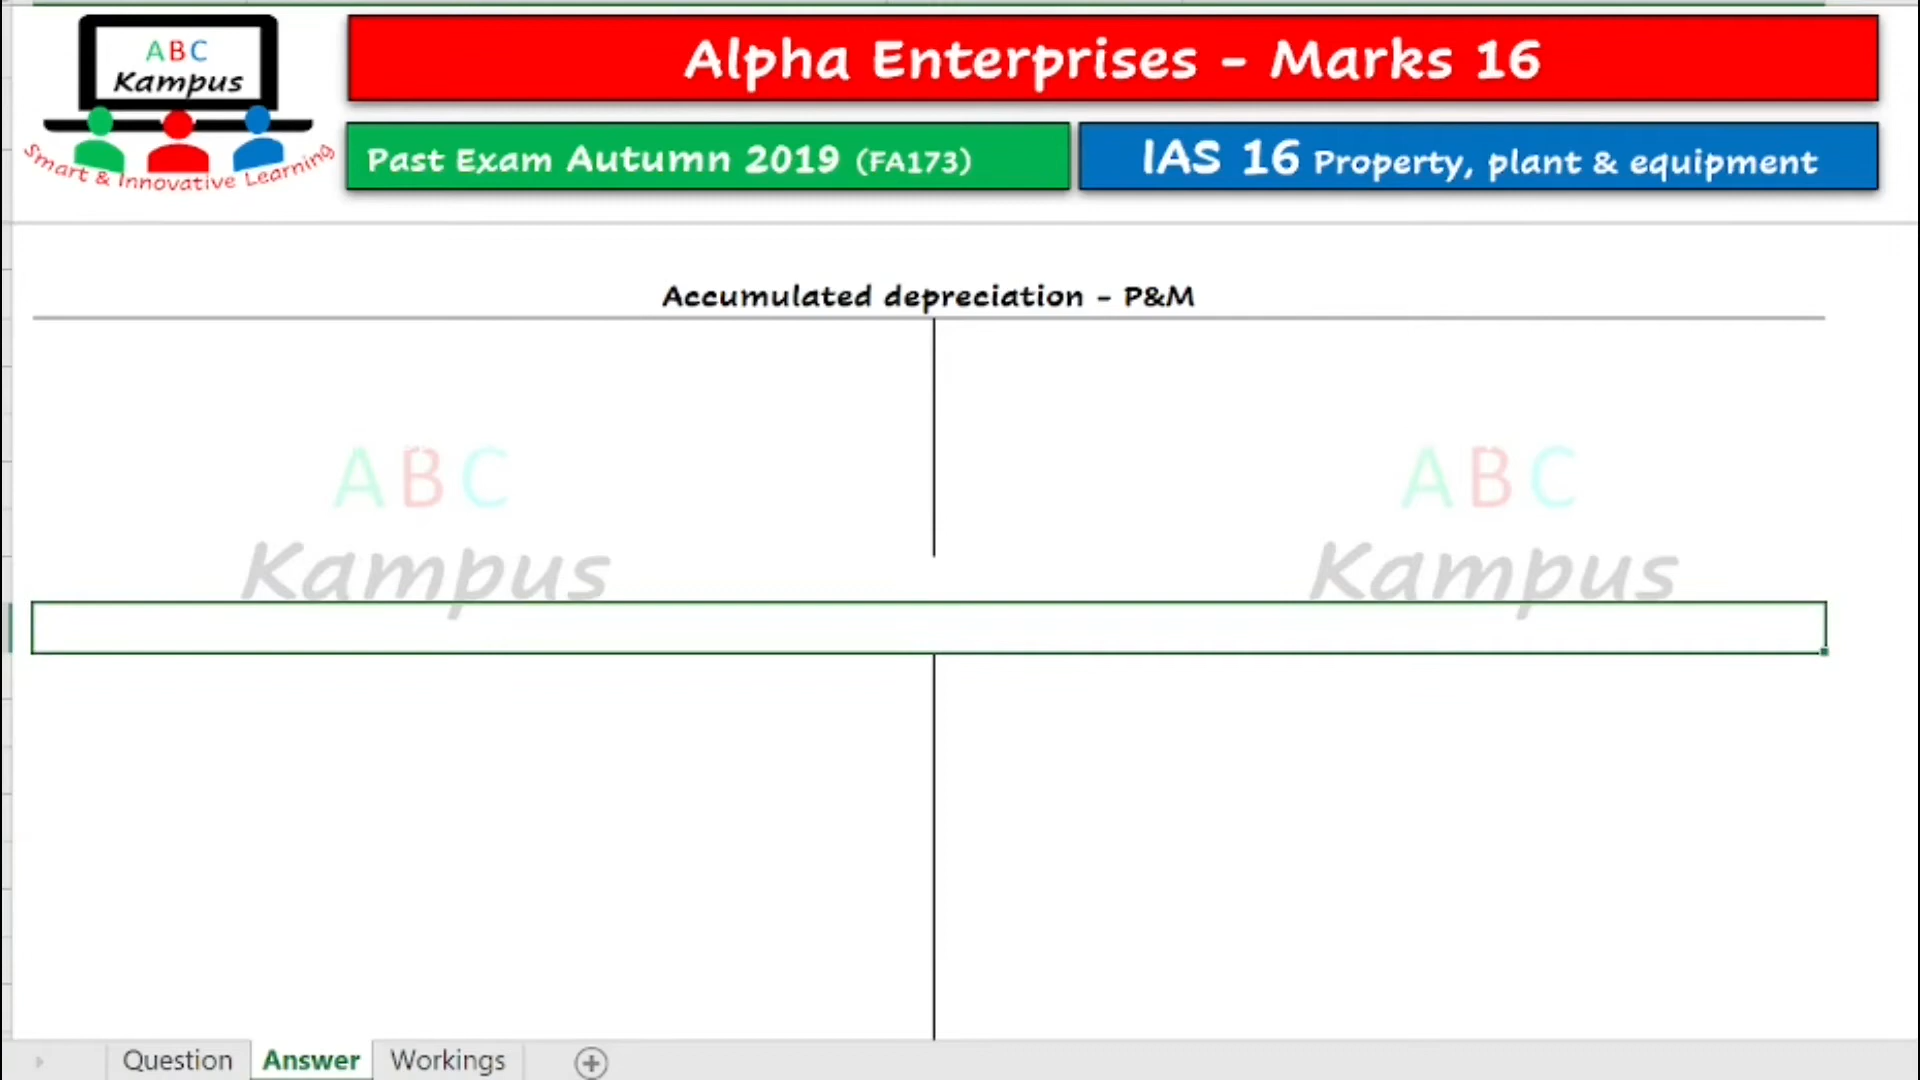 ABC
Kampus
Smart & Innovative Learning
Alpha Enterprises - Marks 16
Past Exam Autumn 2019 (FA173)
IAS 16 Property, plant & equipment
Accumulated depreciation - P&M
ABC
Kampus
ABC
Kampus
Question
Answer
Workings